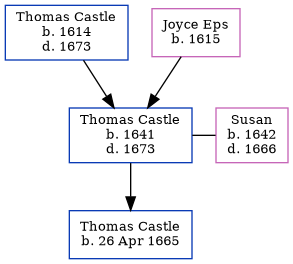 Thomas Castle
b. 1614
d. 1673
Joyce Eps
b. 1615
Thomas Castle
b. 1641
d. 1673
Susan
b. 1642
d. 1666
Thomas Castle
b. 26 Apr 1665